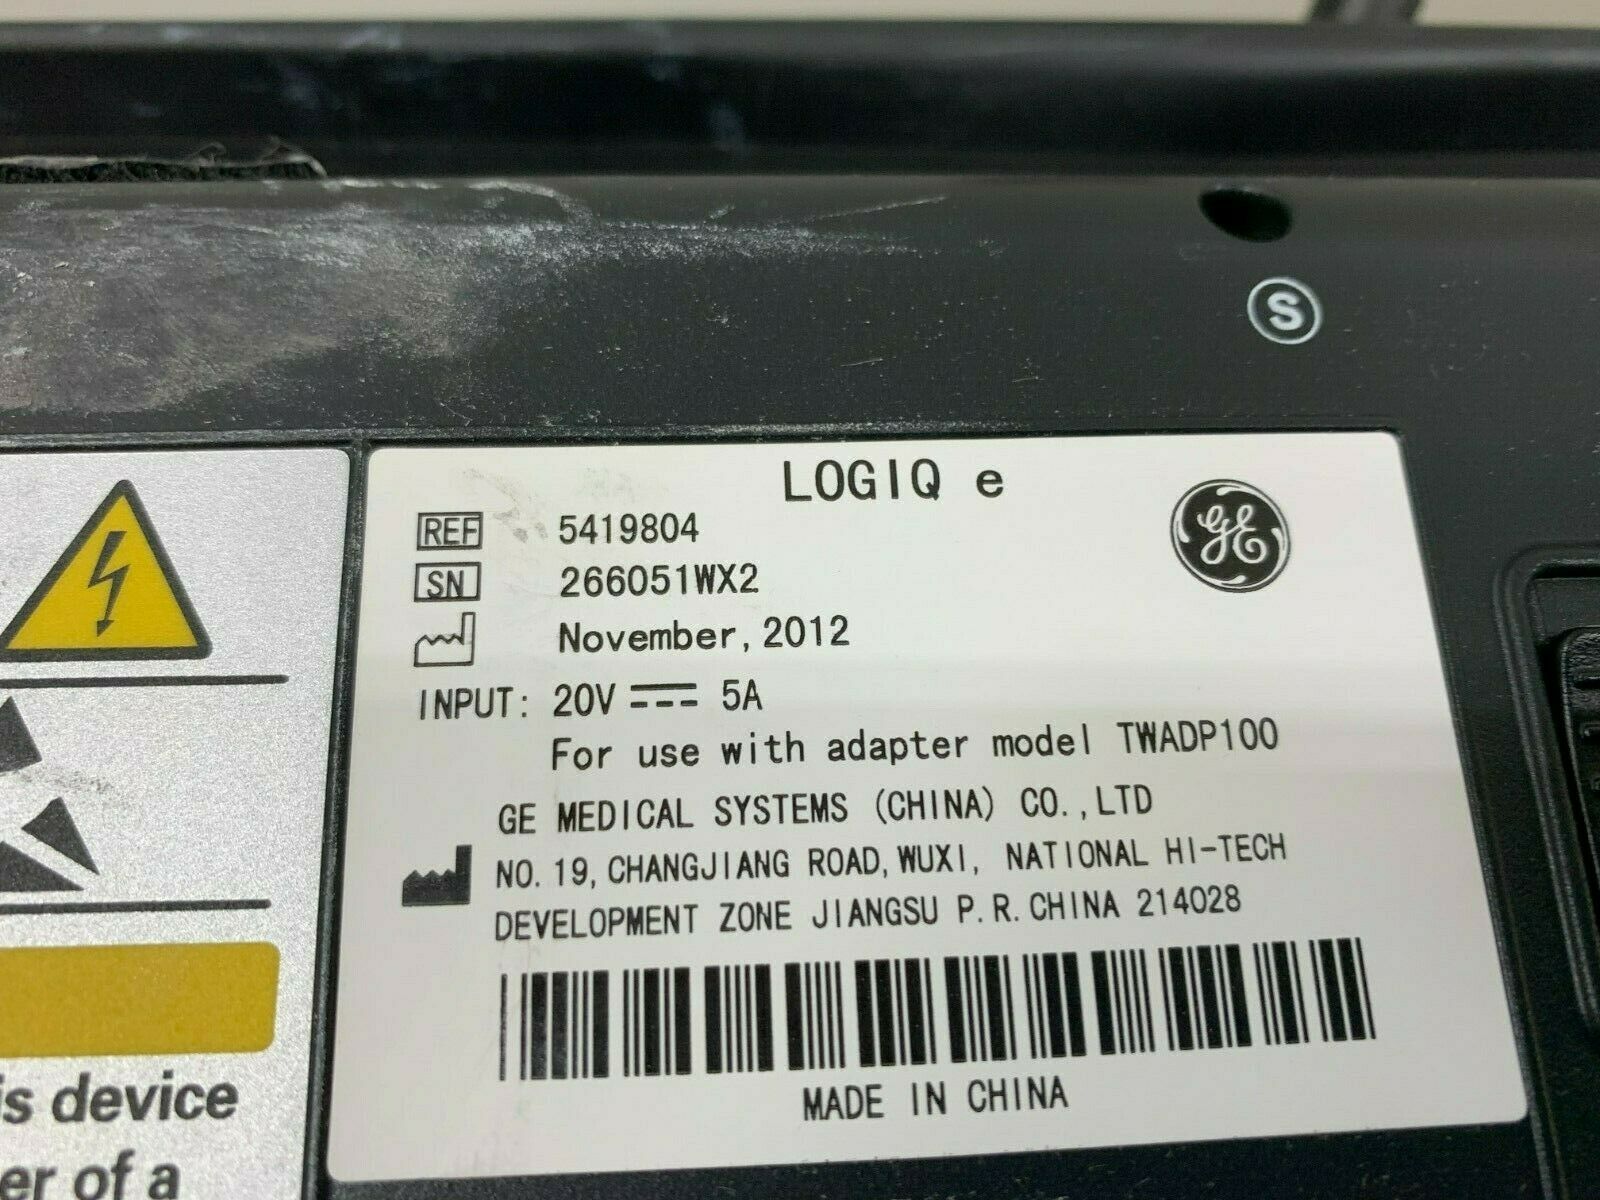 S
LOGIQ e
GE
REF 5419804
SN 266051WX2
November, 2012
INPUT: 20V 5A
For use with adapter model TWADP100
GE MEDICAL SYSTEMS (CHINA) CO.,LTD
NO. 19, CHANGJIANG ROAD, WUXI, NATIONAL HI-TECH
DEVELOPMENT ZONE JIANGSU P.R.CHINA 214028
MADE IN CHINA
is device
er of a